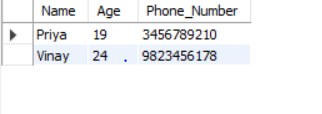 Name Age Phone_Number
Priya 19 3456789210
Vinay 24 . 9823456178